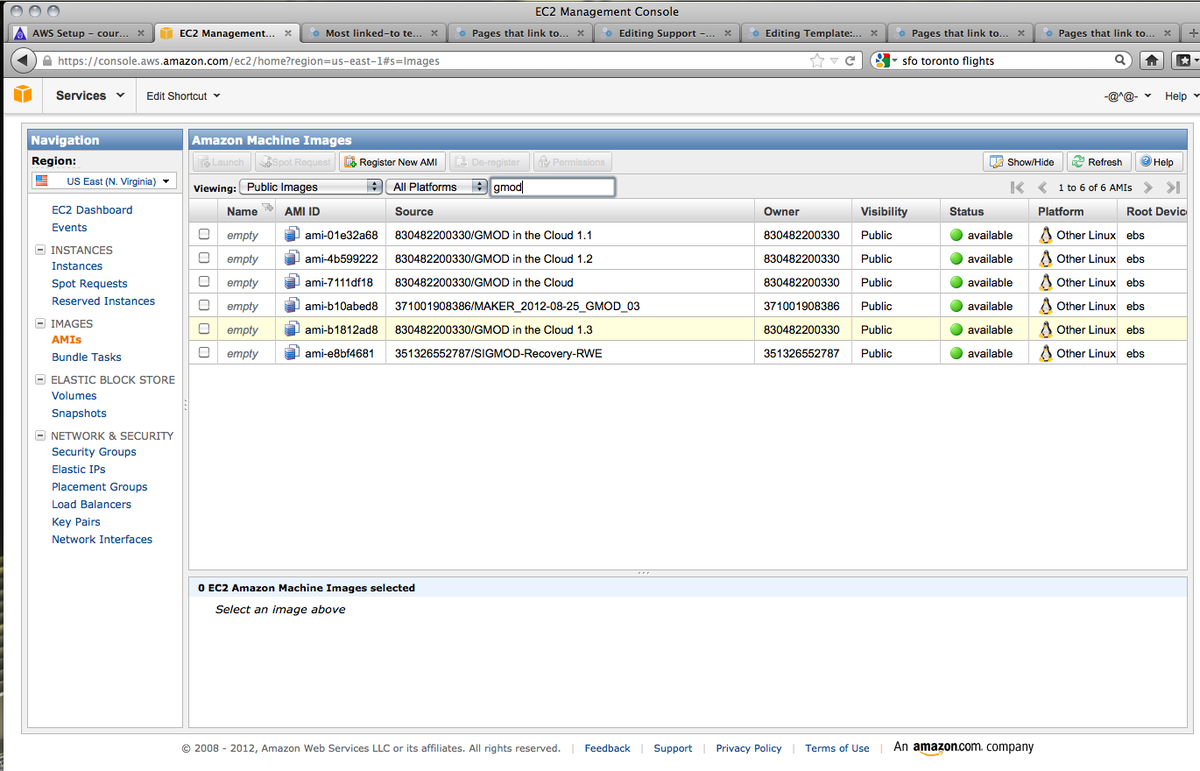 EC2 Management Console
AWS Setup – cour... × EC2 Management... × Most linked-to te... × Pages that link to... × Editing Support –... × Editing Template:... × Pages that link to... × Pages that link to... ×
https://console.aws.amazon.com/ec2/home?region=us-east-1#s=Images sfo toronto flights
Services Edit Shortcut -@^@- Help
Navigation Amazon Machine Images
Region: Launch Spot Request Register New AMI De-register Permissions Show/Hide Refresh Help
US East (N. Virginia) Viewing: Public Images All Platforms gmod 1 to 6 of 6 AMIs
Name AMI ID Source Owner Visibility Status Platform Root Devic
empty ami-01e32a68 830482200330/GMOD in the Cloud 1.1 830482200330 Public available Other Linux ebs
empty ami-4b599222 830482200330/GMOD in the Cloud 1.2 830482200330 Public available Other Linux ebs
empty ami-7111df18 830482200330/GMOD in the Cloud 830482200330 Public available Other Linux ebs
empty ami-b10abed8 371001908386/MAKER_2012-08-25_GMOD_03 371001908386 Public available Other Linux ebs
empty ami-b1812ad8 830482200330/GMOD in the Cloud 1.3 830482200330 Public available Other Linux ebs
empty ami-e8bf4681 351326552787/SIGMOD-Recovery-RWE 351326552787 Public available Other Linux ebs
EC2 Dashboard
Events
INSTANCES
Instances
Spot Requests
Reserved Instances
IMAGES
AMIs
Bundle Tasks
ELASTIC BLOCK STORE
Volumes
Snapshots
NETWORK & SECURITY
Security Groups
Elastic IPs
Placement Groups
Load Balancers
Key Pairs
Network Interfaces
0 EC2 Amazon Machine Images selected
Select an image above
© 2008 - 2012, Amazon Web Services LLC or its affiliates. All rights reserved. | Feedback | Support | Privacy Policy | Terms of Use | An amazon.com. company